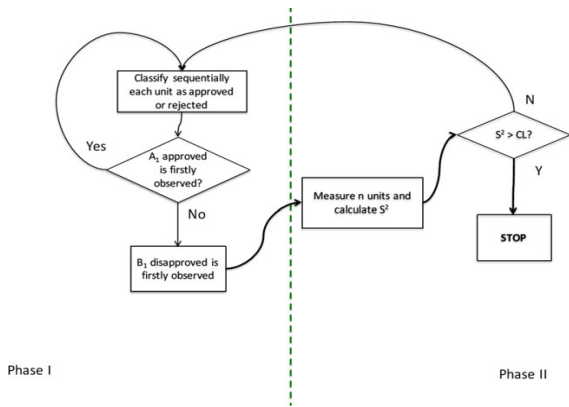 Classify sequentially
each unit as approved
or rejected
Yes
A₁ approved
is firstly
observed?
No
B₁ disapproved is
firstly observed
Measure n units and
calculate S²
N
S² > CL?
Y
STOP
Phase I
Phase II